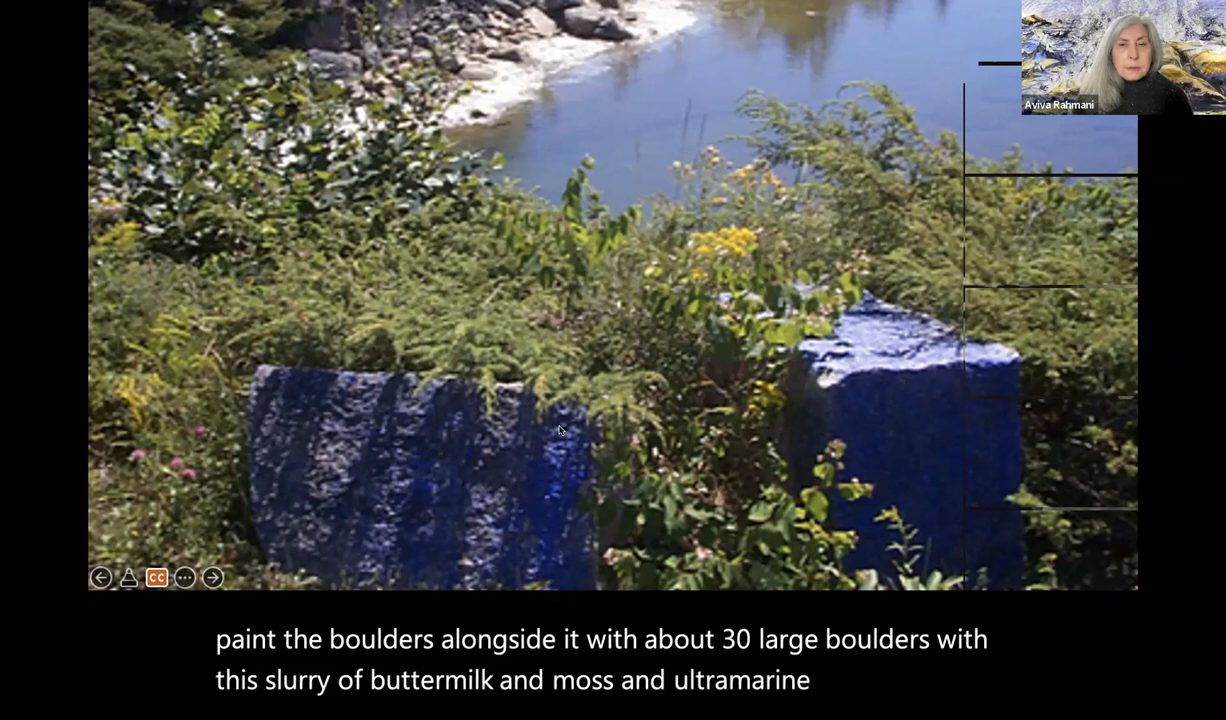 Aviva Rahmani
CC
paint the boulders alongside it with about 30 large boulders with
this slurry of buttermilk and moss and ultramarine